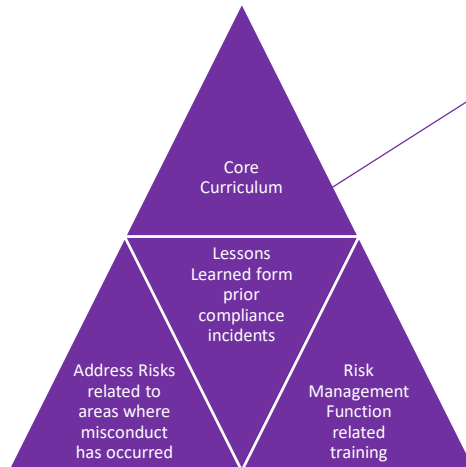 Core
Curriculum
Lessons
Learned form
prior
compliance
incidents
Address Risks
related to
areas where
misconduct
has occurred
Risk
Management
Function
related
training